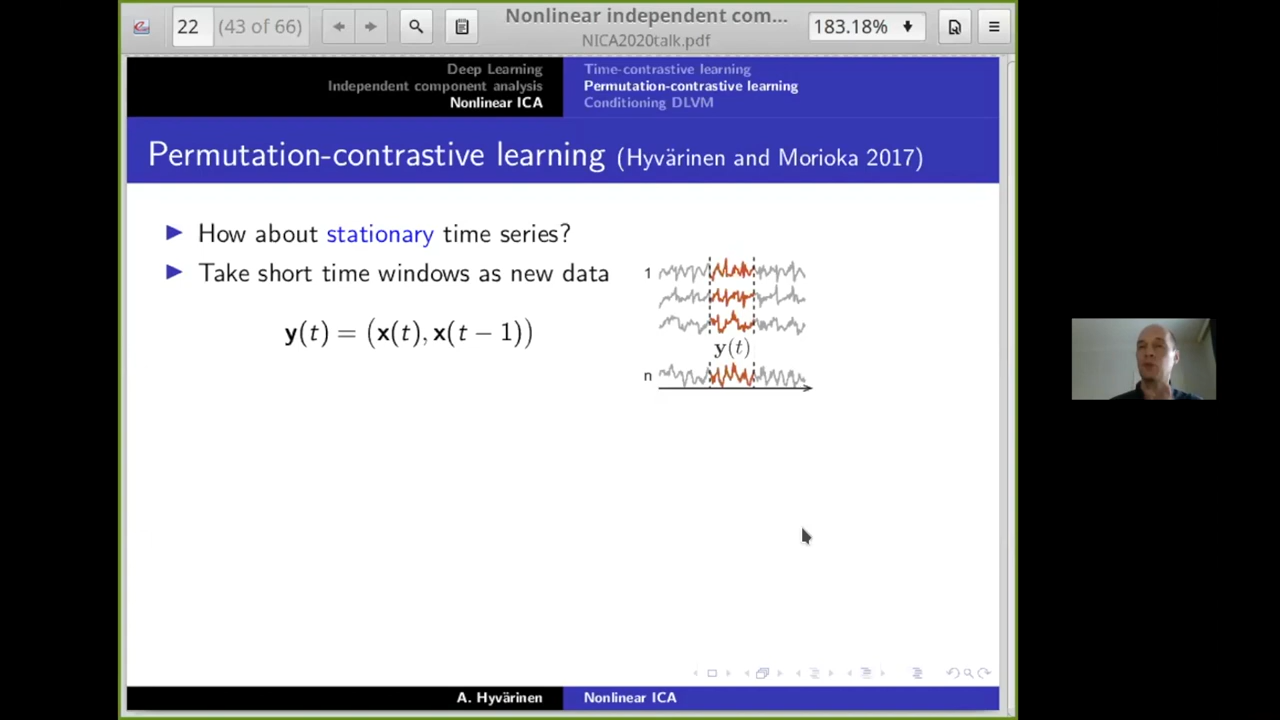 22 (43 of 66)
Nonlinear independent com...
NICA2020talk.pdf
183.18%
Deep Learning
Independent component analysis
Nonlinear ICA
Time-contrastive learning
Permutation-contrastive learning
Conditioning DLVM
Permutation-contrastive learning (Hyvärinen and Morioka 2017)
▶ How about stationary time series?
▶ Take short time windows as new data
y(t) = (x(t), x(t − 1))
1
y(t)
n
A. Hyvärinen
Nonlinear ICA